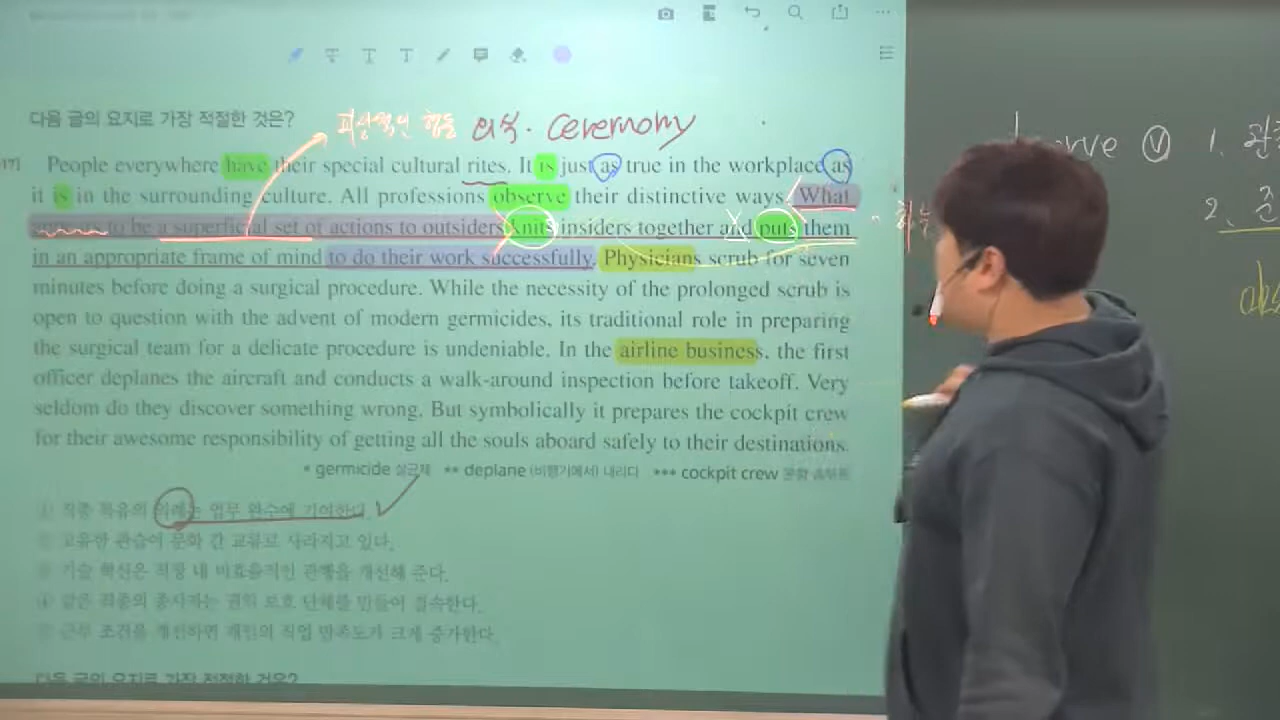 다음 글의 요지로 가장 적절한 것은?
피상적인 행동 의식. Ceremony
People everywhere have their special cultural rites. It is just as true in the workplace as
it is in the surrounding culture. All professions observe their distinctive ways. What
to be a superficial set of actions to outsiders knits insiders together and puts them
in an appropriate frame of mind to do their work successfully. Physicians scrub for seven
minutes before doing a surgical procedure. While the necessity of the prolonged scrub is
open to question with the advent of modern germicides, its traditional role in preparing
the surgical team for a delicate procedure is undeniable. In the airline business, the first
officer deplanes the aircraft and conducts a walk-around inspection before takeoff. Very
seldom do they discover something wrong. But symbolically it prepares the cockpit crew
for their awesome responsibility of getting all the souls aboard safely to their destinations.
* germicide 살균제 ** deplane (비행기에서) 내리다 *** cockpit crew
① 직종 특유의 의례는 업무 완수에 기여한다.
② 고유한 관습이 문화 간 교류로 사라지고 있다.
③ 기술 혁신은 직장 내 비효율적인 관행을 개선해 준다.
④ 같은 직종의 종사자는 권익 보호 단체를 만들어 결속한다.
⑤ 근무 조건을 개선하면 개인의 직업 만족도가 크게 증가한다.
다음 글의 요지로 가장 적절한 것은?
erve ⓥ 1. 관
2. 준